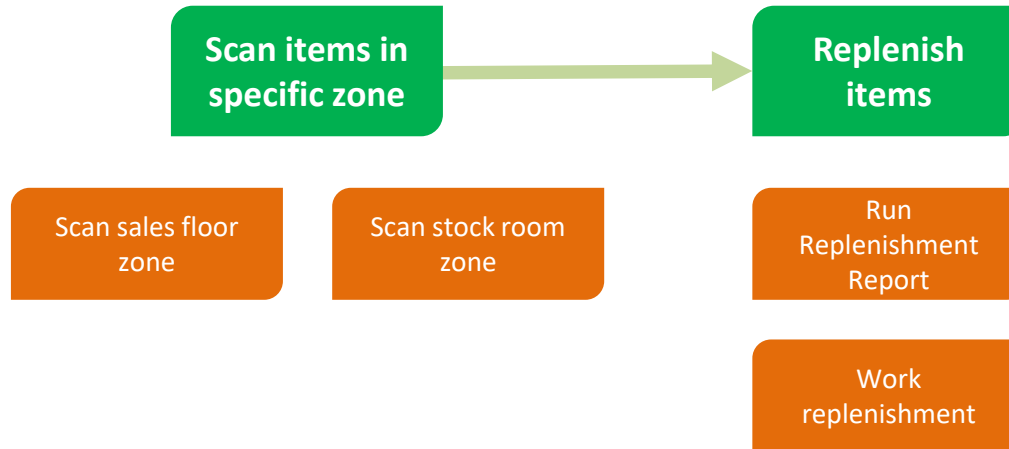 Scan items in
specific zone
Replenish
items
Scan sales floor
zone
Scan stock room
zone
Run
Replenishment
Report
Work
replenishment